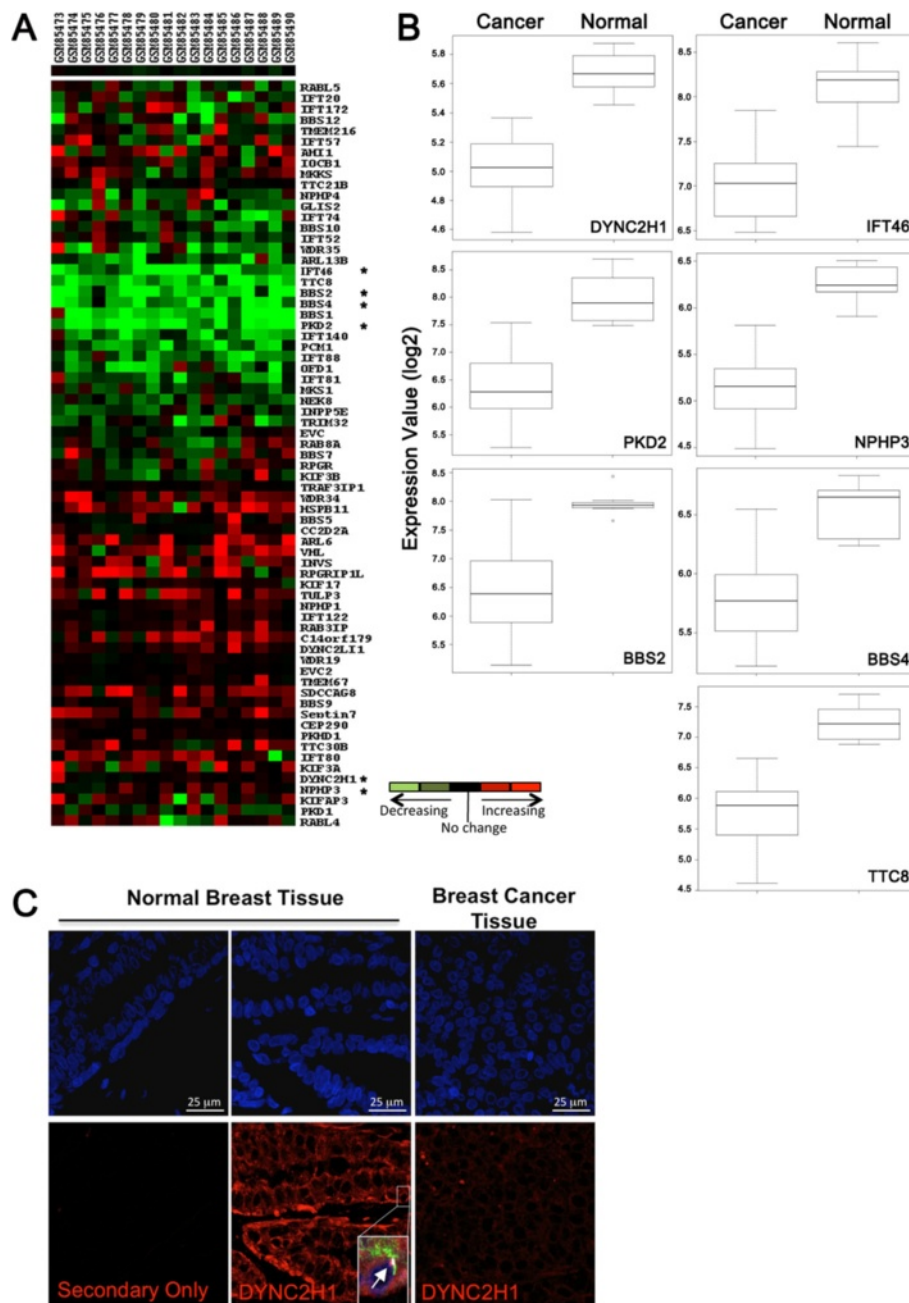 A
GSM85473
GSM85474
GSM85475
GSM85476
GSM85477
GSM85478
GSM85479
GSM85480
GSM85481
GSM85482
GSM85483
GSM85484
GSM85485
GSM85486
GSM85487
GSM85488
GSM85489
GSM85490
RABL5
IFT20
IFT172
BBS12
TMEM216
IFT57
AHI1
IQCB1
MKKS
TTC21B
NPHP4
GLIS2
IFT74
BBS10
IFT52
WDR35
ARL13B
IFT46 *
TTC8
BBS2 *
BBS4 *
BBS1
PKD2 *
IFT140
PCM1
IFT88
OFD1
IFT81
MKS1
NEK8
INPP5E
TRIM32
EVC
RAB8A
BBS7
RPGR
KIF3B
TRAF3IP1
WDR34
HSPB11
BBS5
CC2D2A
ARL6
VHL
INVS
RPGRIP1L
KIF17
TULP3
NPHP1
IFT122
RAB3IP
C14orf179
DYNC2LI1
WDR19
EVC2
TMEM67
SDCCAG8
BBS9
Septin7
CEP290
PKHD1
TTC30B
IFT80
KIF3A
DYNC2H1 *
NPHP3 *
KIFAP3
PKD1
RABL4
Decreasing
Increasing
No change
B
Cancer Normal
Cancer Normal
Expression Value (log2)
5.8
5.6
5.4
5.2
5.0
4.8
4.6
DYNC2H1
8.5
8.0
7.5
7.0
6.5
IFT46
8.5
8.0
7.5
7.0
6.5
6.0
5.5
PKD2
6.5
6.0
5.5
5.0
4.5
NPHP3
8.5
8.0
7.5
7.0
6.5
6.0
5.5
BBS2
6.5
6.0
5.5
BBS4
7.5
7.0
6.5
6.0
5.5
5.0
4.5
TTC8
C
Normal Breast Tissue
Breast Cancer
Tissue
25 µm
25 µm
25 µm
Secondary Only
DYNC2H1
DYNC2H1